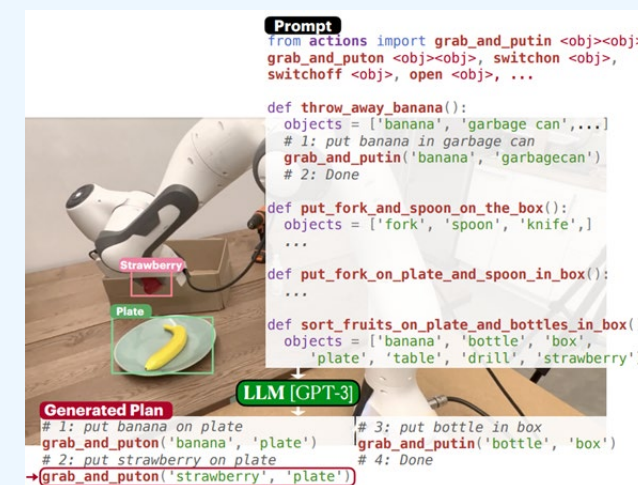 Prompt
from actions import grab_and_putin <obj><obj>
grab_and_puton <obj><obj>, switchon <obj>,
switchoff <obj>, open <obj>, ...
def throw_away_banana():
objects = ['banana', 'garbage can',...]
# 1: put banana in garbage can
grab_and_putin('banana', 'garbagecan')
# 2: Done
def put_fork_and_spoon_on_the_box():
objects = ['fork', 'spoon', 'knife',]
...
def put_fork_on_plate_and_spoon_in_box():
...
def sort_fruits_on_plate_and_bottles_in_box(
objects = ['banana', 'bottle', 'box',
'plate', 'table', 'drill', 'strawberry'
Strawberry
Plate
LLM [GPT-3]
Generated Plan
# 1: put banana on plate
grab_and_puton('banana', 'plate')
# 2: put strawberry on plate
grab_and_puton('strawberry', 'plate')
# 3: put bottle in box
grab_and_putin('bottle', 'box')
# 4: Done